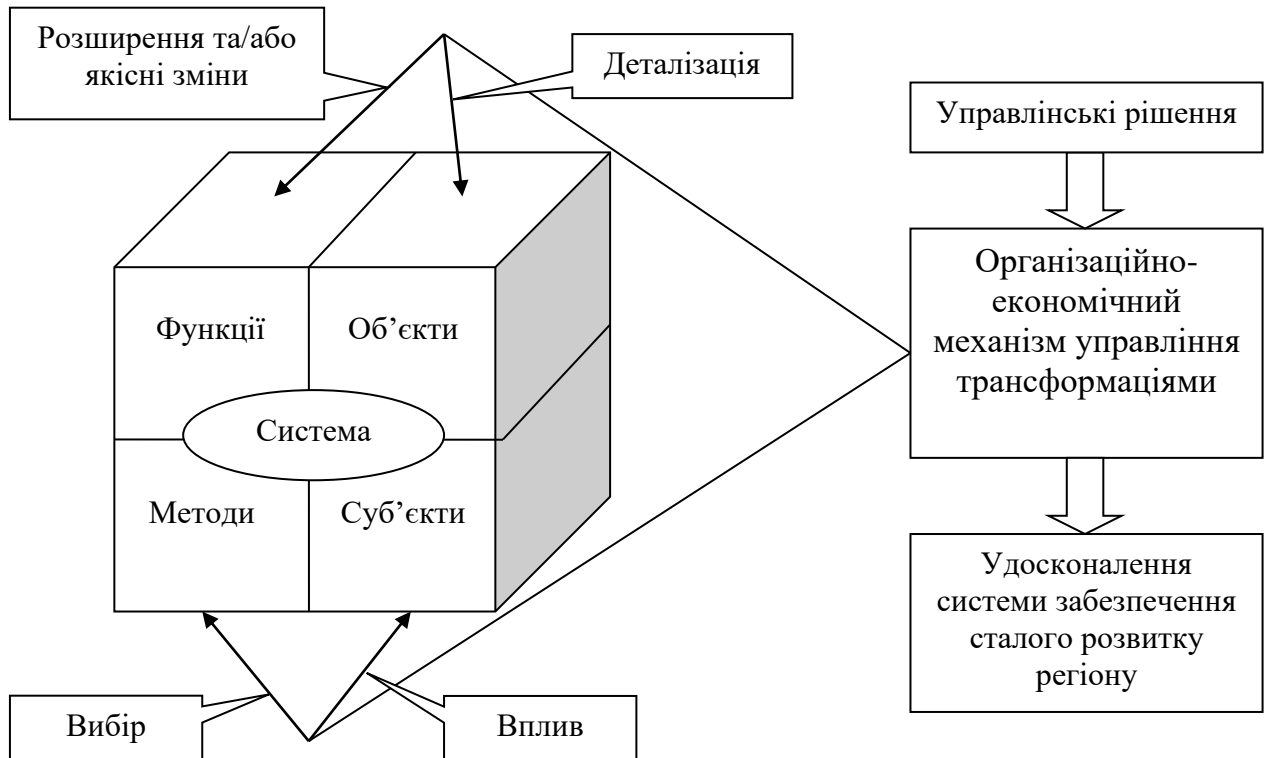 Розширення та/або
якісні зміни
Деталізація
Управлінські рішення
Функції
Об’єкти
Система
Методи
Суб’єкти
Організаційно-
економічний
механізм управління
трансформаціями
Удосконалення
системи забезпечення
сталого розвитку
регіону
Вибір
Вплив